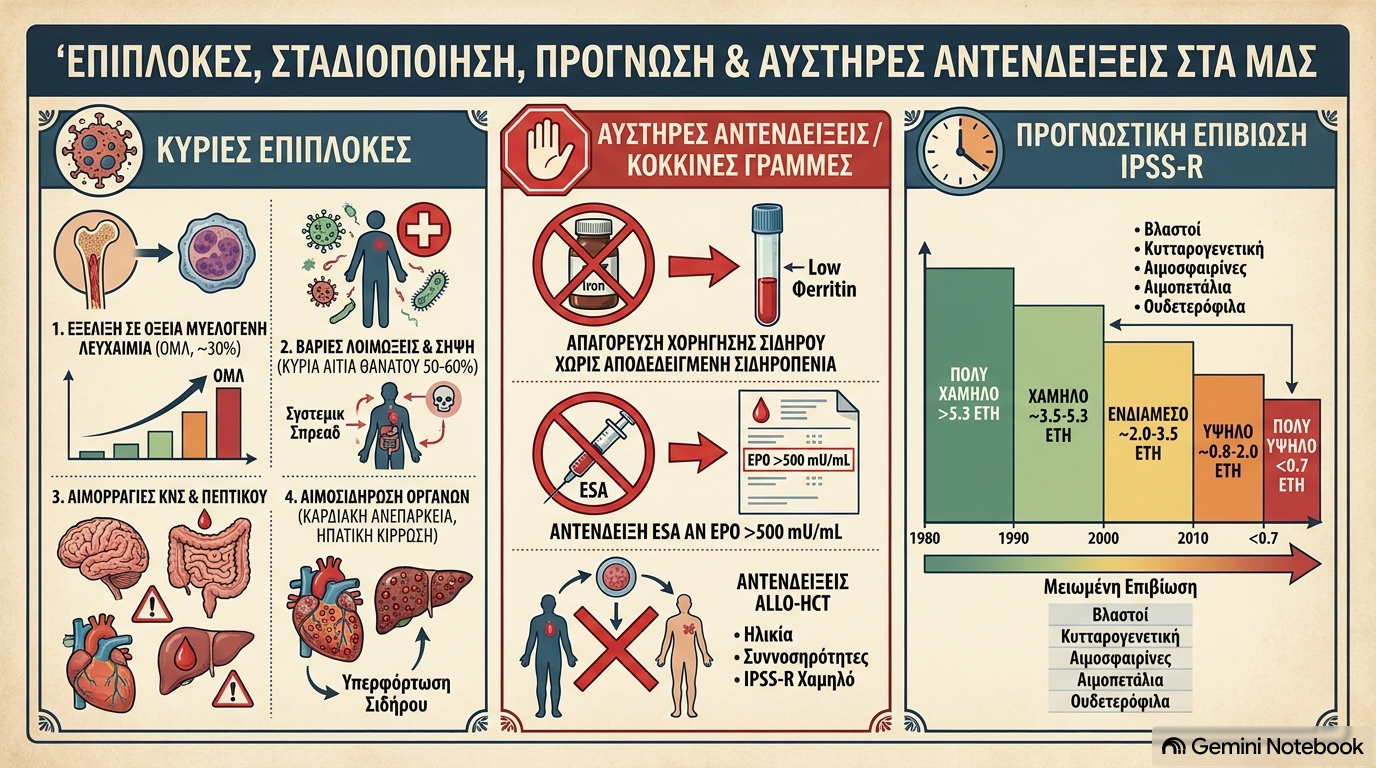 ‘ΕΠΙΠΛΟΚΕΣ, ΣΤΑΔΙΟΠΟΙΗΣΗ, ΠΡΟΓΝΩΣΗ & ΑΥΣΤΗΡΕΣ ΑΝΤΕΝΔΕΙΞΕΙΣ ΣΤΑ ΜΔΣ
ΚΥΡΙΕΣ ΕΠΙΠΛΟΚΕΣ
1. ΕΞΕΛΙΞΗ ΣΕ ΟΞΕΙΑ ΜΥΕΛΟΓΕΝΗ
ΛΕΥΧΑΙΜΙΑ (ΟΜΛ, ~30%)
ΟΜΛ
2. ΒΑΡΙΕΣ ΛΟΙΜΩΞΕΙΣ & ΣΗΨΗ
(ΚΥΡΙΑ ΑΙΤΙΑ ΘΑΝΑΤΟΥ 50-60%)
Συστεμικ
Σπρεαδ
3. ΑΙΜΟΡΡΑΓΙΕΣ ΚΝΣ & ΠΕΠΤΙΚΟΥ
4. ΑΙΜΟΣΙΔΗΡΩΣΗ ΟΡΓΑΝΩΝ
(ΚΑΡΔΙΑΚΗ ΑΝΕΠΑΡΚΕΙΑ,
ΗΠΑΤΙΚΗ ΚΙΡΡΩΣΗ)
Υπερφόρτωση
Σιδήρου
ΑΥΣΤΗΡΕΣ ΑΝΤΕΝΔΕΙΞΕΙΣ /
ΚΟΚΚΙΝΕΣ ΓΡΑΜΜΕΣ
Iron
Low
Φerritin
ΑΠΑΓΟΡΕΥΣΗ ΧΟΡΗΓΗΣΗΣ ΣΙΔΗΡΟΥ
ΧΩΡΙΣ ΑΠΟΔΕΔΕΙΓΜΕΝΗ ΣΙΔΗΡΟΠΕΝΙΑ
ESA
EPO >500 mU/mL
ΑΝΤΕΝΔΕΙΞΗ ESA ΑΝ EPO >500 mU/mL
ΑΝΤΕΝΔΕΙΞΕΙΣ
ALLO-HCT
• Ηλικία
• Συννοσηρότητες
• IPSS-R Χαμηλό
ΠΡΟΓΝΩΣΤΙΚΗ ΕΠΙΒΙΩΣΗ
IPSS-R
• Βλαστοί
• Κυτταρογενετική
• Αιμοσφαιρίνες
• Αιμοπετάλια
• Ουδετερόφιλα
ΠΟΛΥ
ΧΑΜΗΛΟ
>5.3 ΕΤΗ
ΧΑΜΗΛΟ
~3.5-5.3
ΕΤΗ
ΕΝΔΙΑΜΕΣΟ
~2.0-3.5
ΕΤΗ
ΥΨΗΛΟ
~0.8-2.0
ΕΤΗ
ΠΟΛΥ
ΥΨΗΛΟ
<0.7
ΕΤΗ
1980 1990 2000 2010 <0.7
Μειωμένη Επιβίωση
Βλαστοί
Κυτταρογενετική
Αιμοσφαιρίνες
Αιμοπετάλια
Ουδετερόφιλα
Gemini Notebook